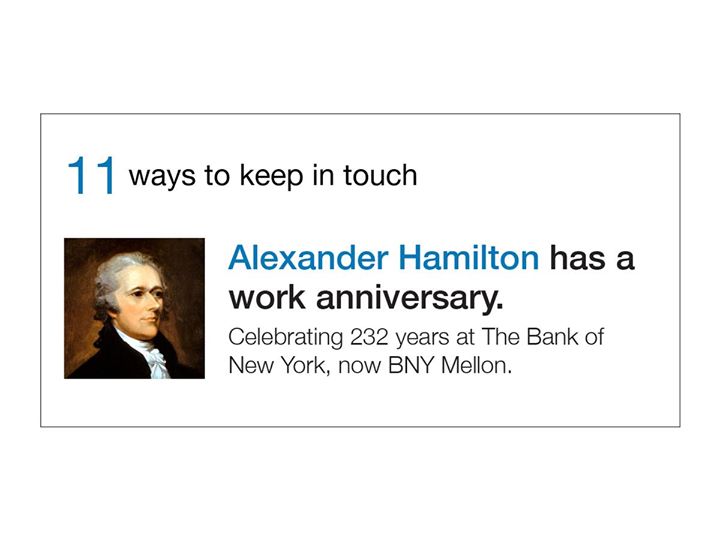 11 ways to keep in touch
Alexander Hamilton has a
work anniversary.
Celebrating 232 years at The Bank of
New York, now BNY Mellon.